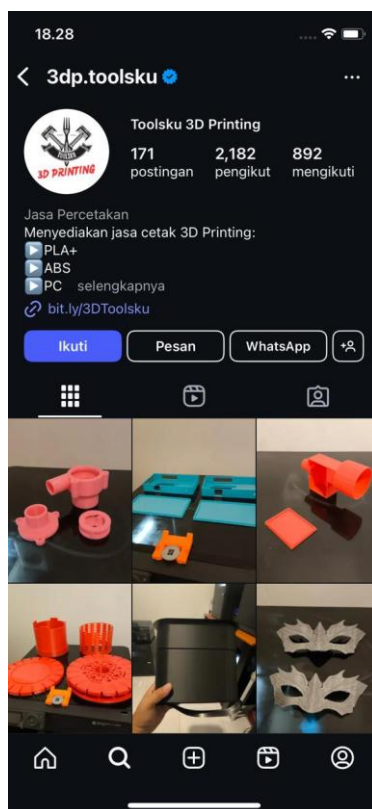 18.28
3dp.toolsku
Toolsku 3D Printing
171 2,182 892
postingan pengikut mengikuti
TOOLSKU
3D PRINTING
Jasa Percetakan
Menyediakan jasa cetak 3D Printing:
PLA+
ABS
PC selengkapnya
bit.ly/3DToolsku
Ikuti Pesan WhatsApp